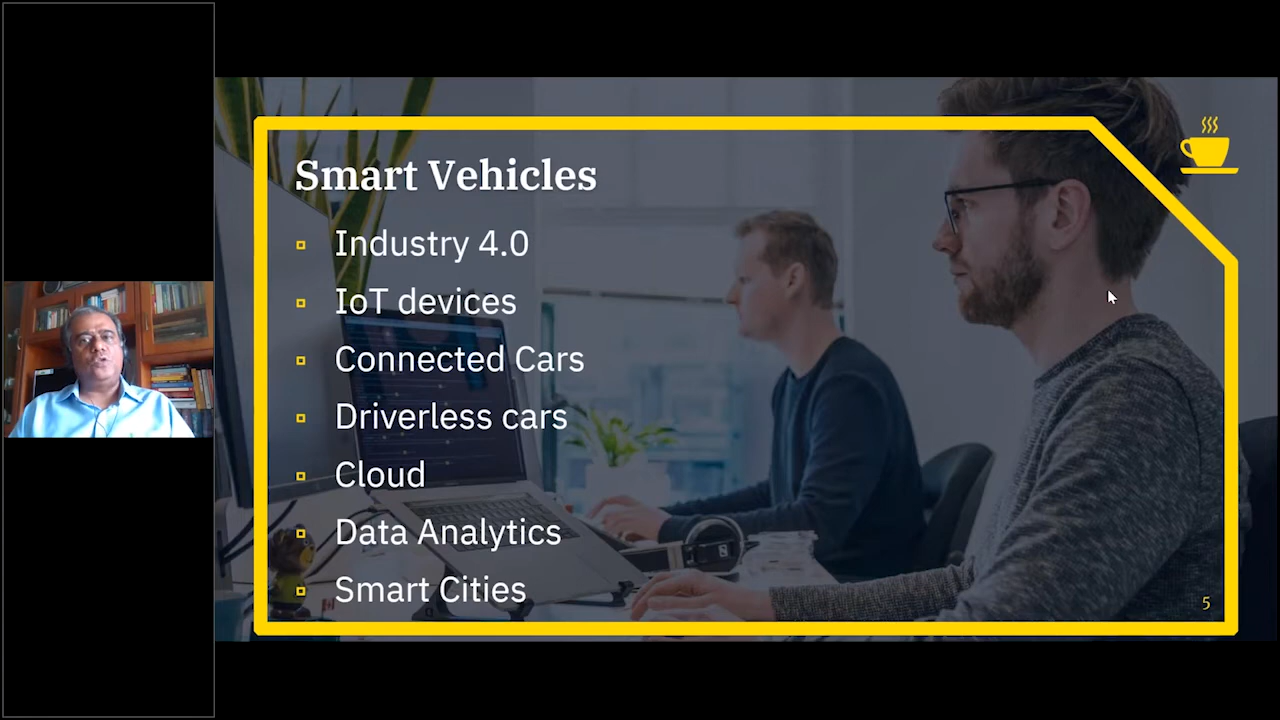 Smart Vehicles
Industry 4.0
IoT devices
Connected Cars
Driverless cars
Cloud
Data Analytics
Smart Cities
5